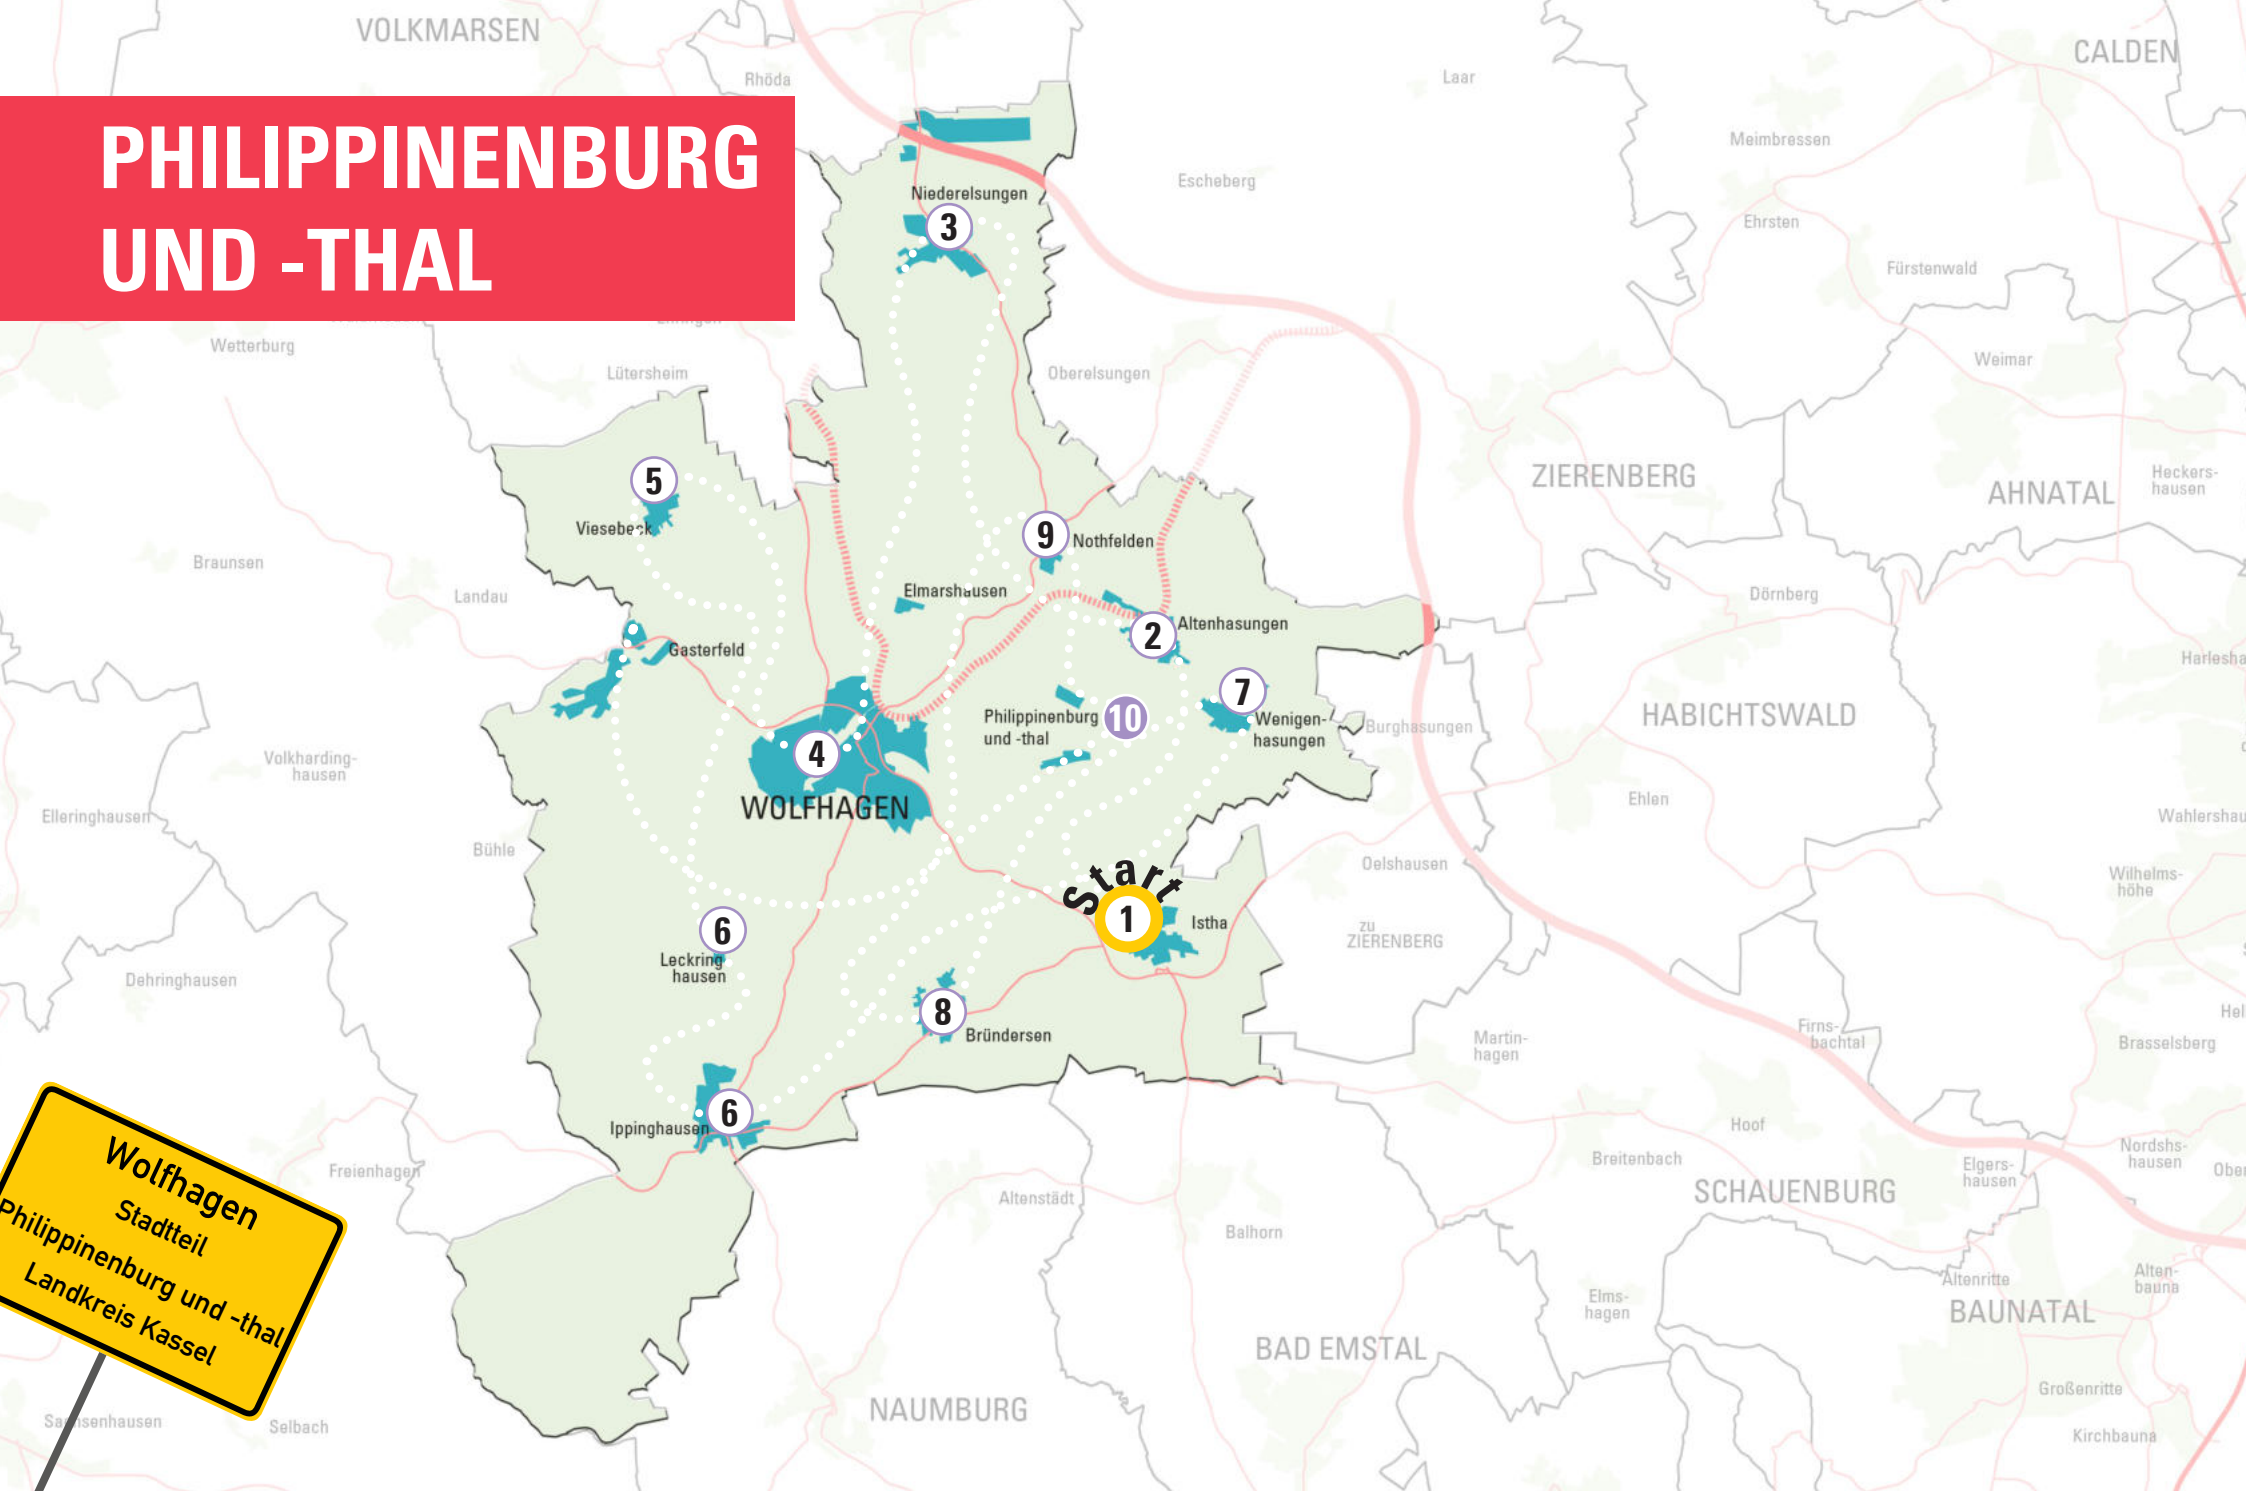 VOLKMARSEN
CALDEN
Rhöda
Laar
PHILIPPINENBURG
UND -THAL
Meimbressen
Escheberg
Niederelsungen
3
Ehrsten
Fürstenwald
Wetterburg
Lütersheim
Oberelsungen
Weimar
ZIERENBERG
AHNATAL
Heckers-
hausen
5
Viesebeck
9
Nothfelden
Braunsen
Landau
Elmarshausen
Dörnberg
2
Altenhasungen
Gasterfeld
Harlesha
7
Wenigen-
hasungen
Philippinenburg
und -thal
10
Burghasungen
HABICHTSWALD
Volkharding-
hausen
4
WOLFHAGEN
Ehlen
Elleringhausen
Wahlershau
Bühle
Oelshausen
Wilhelms-
höhe
Start
1
Istha
zu
ZIERENBERG
6
Leckring
hausen
Dehringhausen
8
Bründersen
Martin-
hagen
Firns-
bachtal
Hel
Brasselsberg
6
Ippinghausen
Hoof
Breitenbach
Nordshs-
hausen
Elgers-
hausen
Ober
Freienhagen
Altenstädt
SCHAUENBURG
Balhorn
Wolfhagen
Stadtteil
Philippinenburg und -thal
Landkreis Kassel
Altenritte
Alten-
bauna
Elms-
hagen
BAUNATAL
BAD EMSTAL
Großenritte
NAUMBURG
Sachsenhausen
Selbach
Kirchbauna